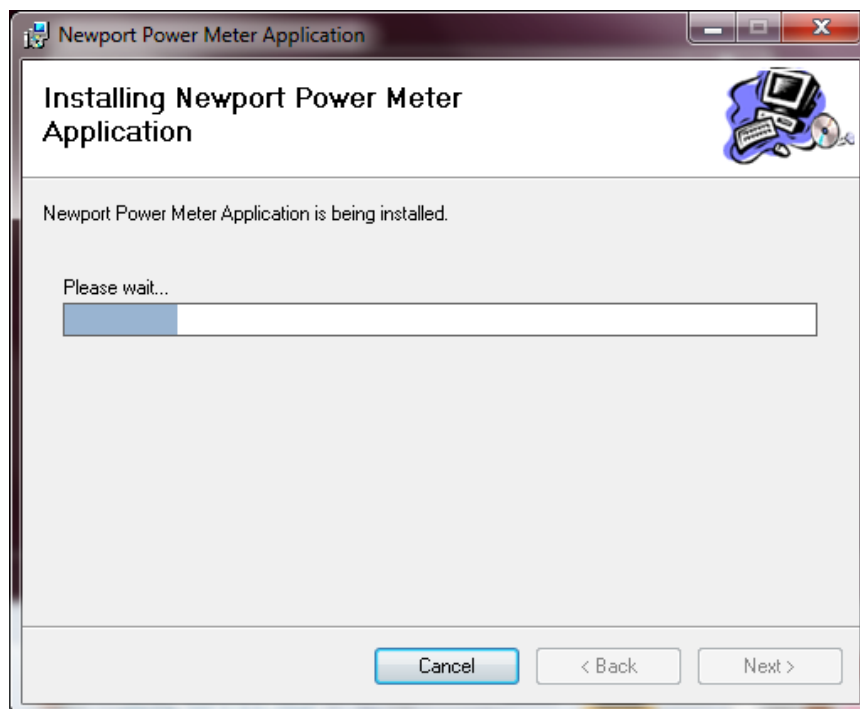 Newport Power Meter Application
Installing Newport Power Meter
Application
Newport Power Meter Application is being installed.
Please wait...
Cancel
< Back
Next >